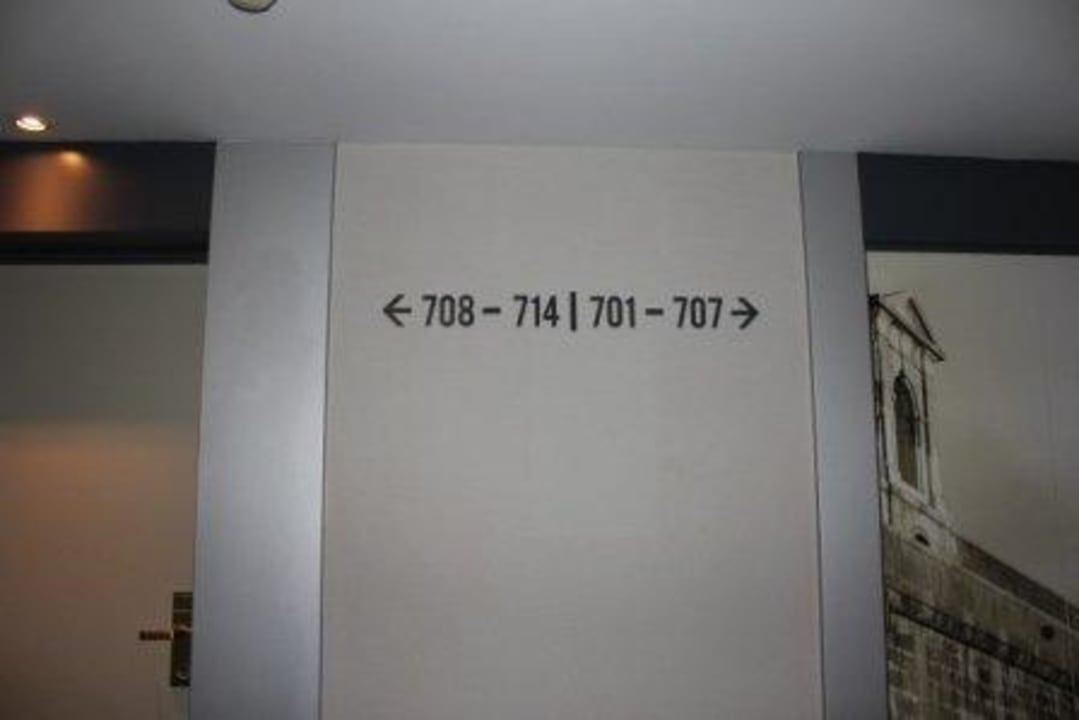 ← 708 – 714 | 701 – 707 →